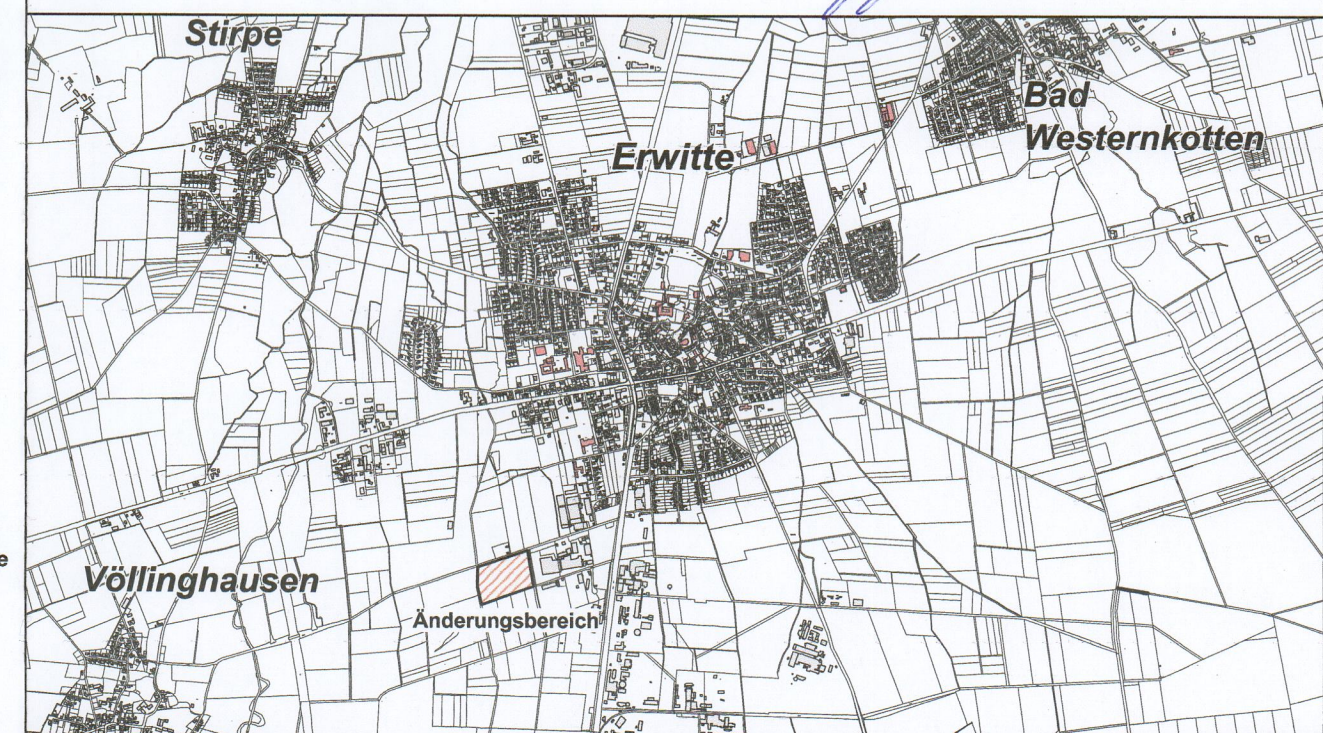 Stirpe
Bad
Westernkotten
Erwitte
e
Völlinghausen
Änderungsbereich